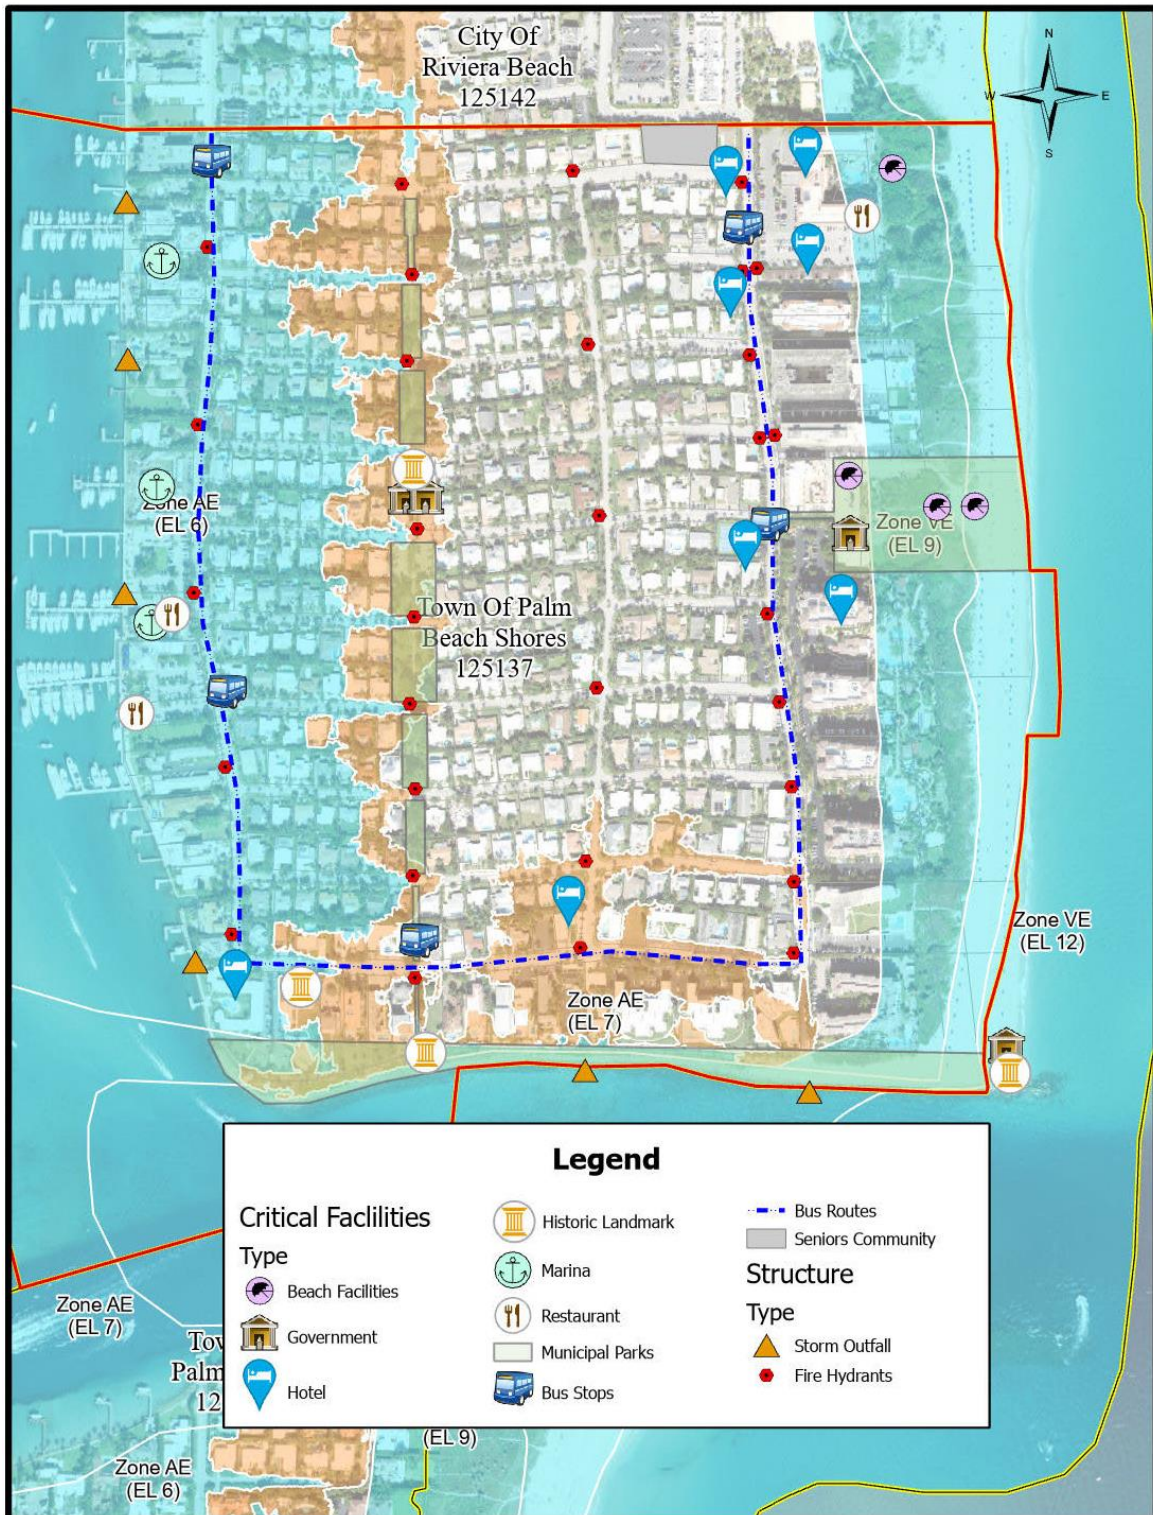 City Of
Riviera Beach
125142
N
W
E
S
Zone AE
(EL 6)
Zone VE
(EL 9)
Town Of Palm
Beach Shores
125137
Zone VE
(EL 12)
Zone AE
(EL 7)
Legend
Critical Faclilities
Type
Beach Facilities
Government
Hotel
Historic Landmark
Marina
Restaurant
Municipal Parks
Bus Stops
Bus Routes
Seniors Community
Structure
Type
Storm Outfall
Fire Hydrants
Zone AE
(EL 7)
Tow
Palm
12
(EL 9)
Zone AE
(EL 6)